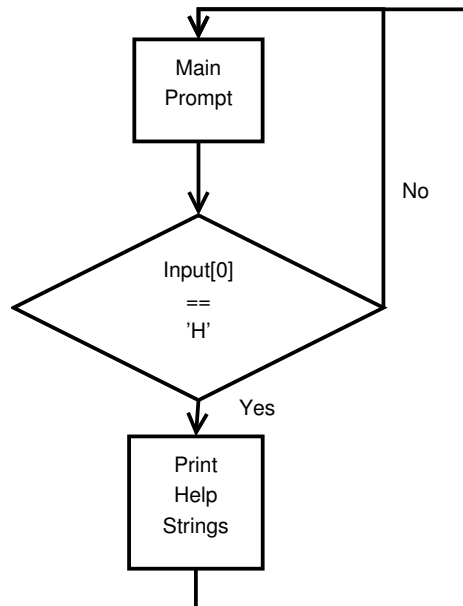 Main
Prompt
No
Input[0]
==
’H’
Yes
Print
Help
Strings